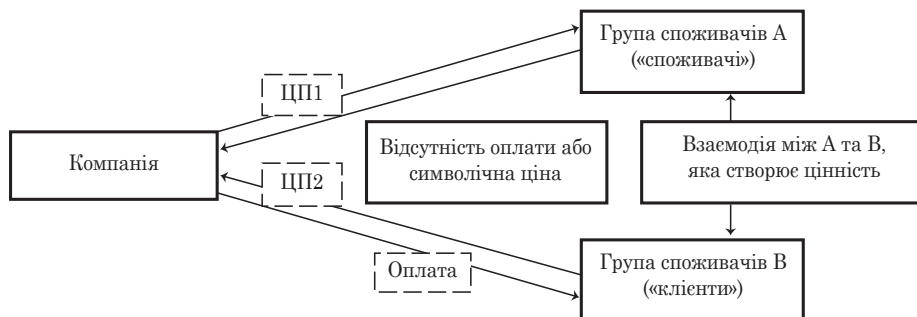 Група споживачів А
(«споживачі»)
ЦП1
Компанія
Відсутність оплати або
символічна ціна
Взаємодія між А та В,
яка створює цінність
ЦП2
Оплата
Група споживачів В
(«клієнти»)